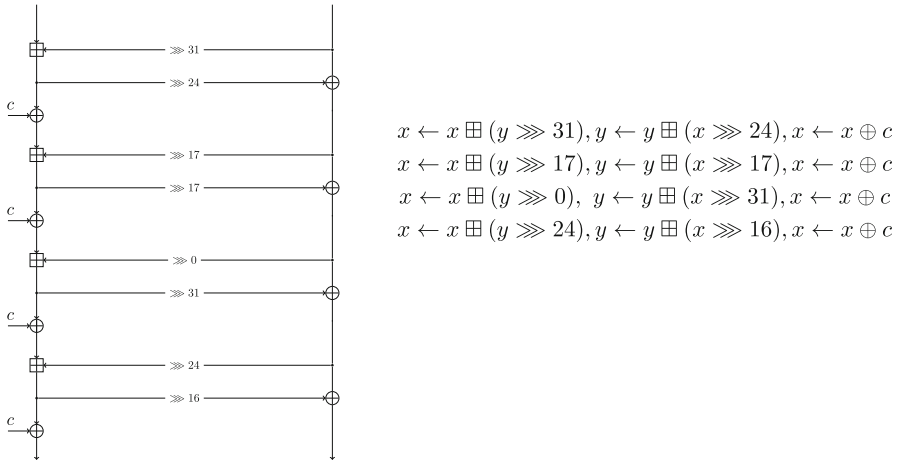 ⋙ 31
⋙ 24
c
⋙ 17
⋙ 17
c
⋙ 0
⋙ 31
c
⋙ 24
⋙ 16
c
x ← x ⊞ (y ⋙ 31), y ← y ⊞ (x ⋙ 24), x ← x ⊕ c
x ← x ⊞ (y ⋙ 17), y ← y ⊞ (x ⋙ 17), x ← x ⊕ c
x ← x ⊞ (y ⋙ 0), y ← y ⊞ (x ⋙ 31), x ← x ⊕ c
x ← x ⊞ (y ⋙ 24), y ← y ⊞ (x ⋙ 16), x ← x ⊕ c